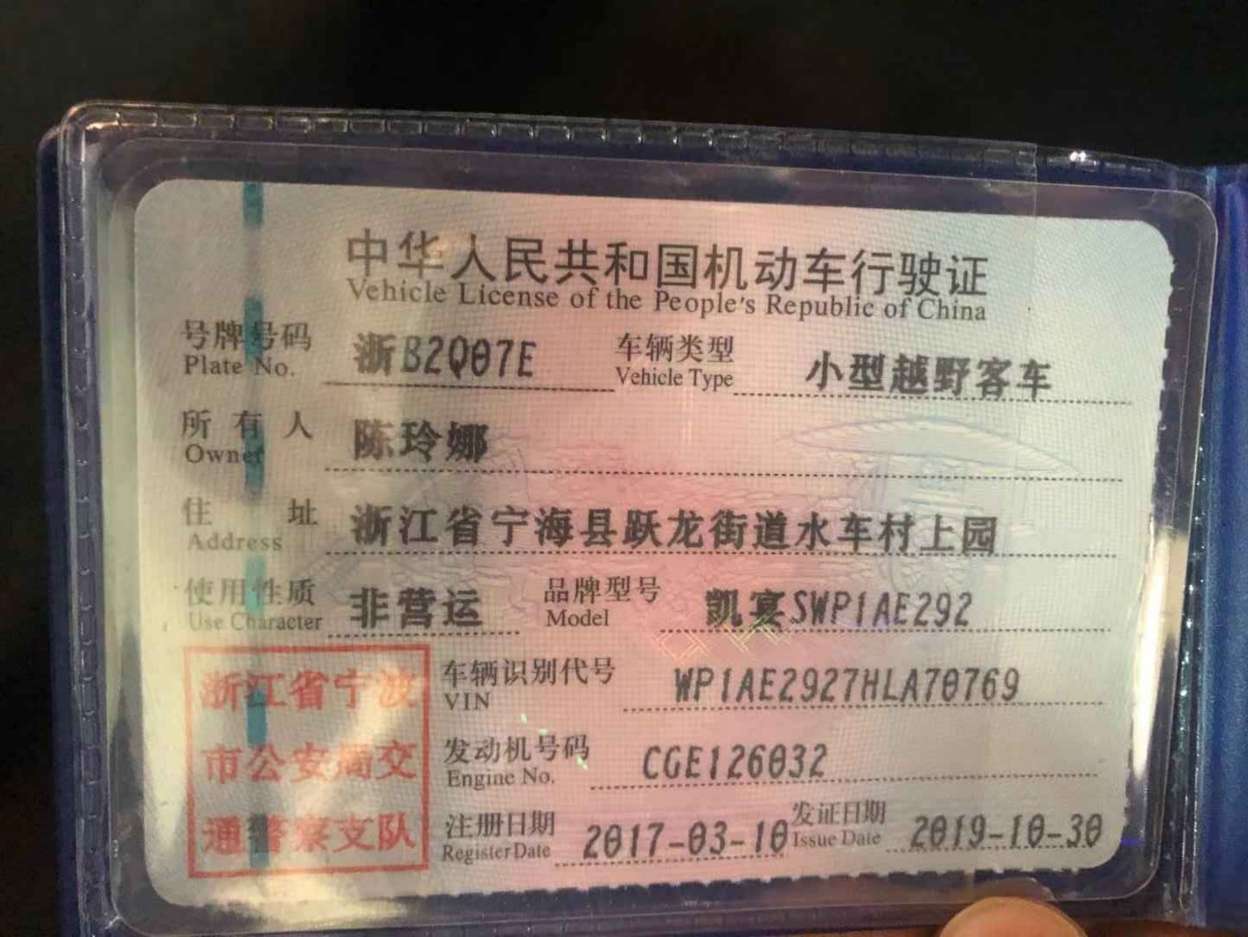 中华人民共和国机动车行驶证
Vehicle License of the People's Republic of China
号牌号码 浙B2Q07E 车辆类型 小型越野客车
Plate No. Vehicle Type
所有人 陈玲娜
Owner
住址 浙江省宁海县跃龙街道水车村上园
Address
使用性质 非营运 品牌型号 凯宴SWP1AE292
Use Character Model
浙江省宁波 车辆识别代号 WP1AE2927HLA70769
VIN
市公安局交 发动机号码 CGE126032
Engine No.
通警察支队 注册日期 2017-03-10 发证日期 2019-10-30
Register Date Issue Date